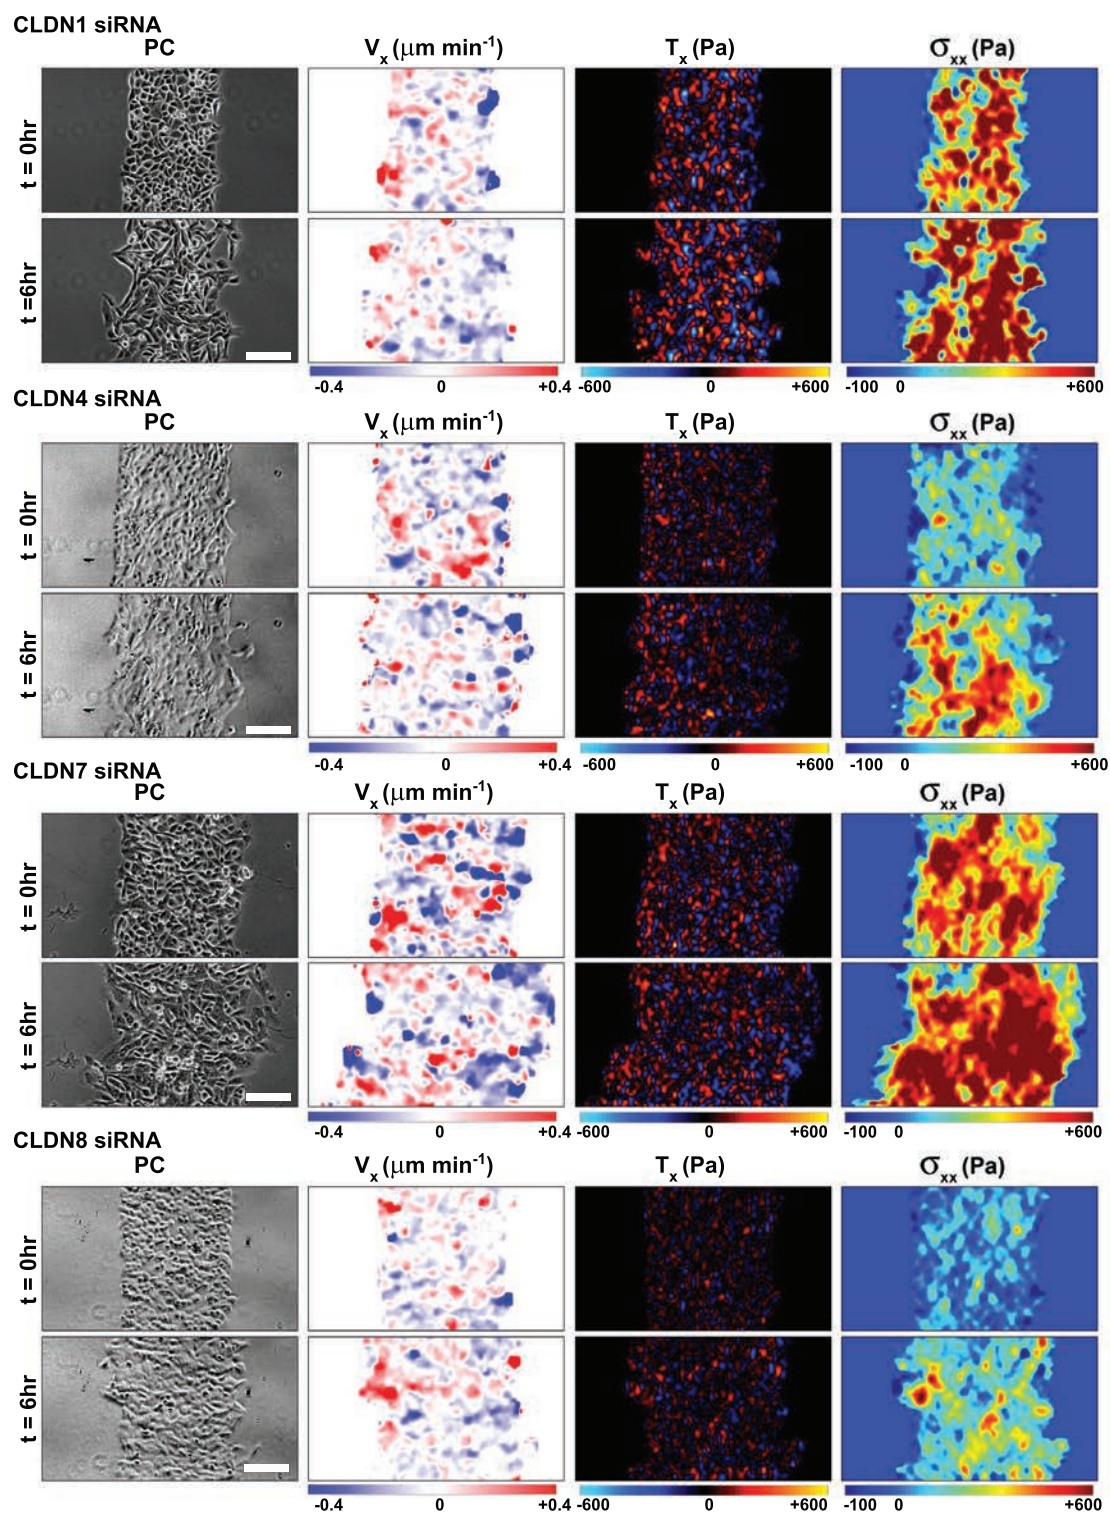 CLDN1 siRNA
PC Vx (μm min-1) Tx (Pa) σxx (Pa)
t = 0hr
t =6hr
-0.4 0 +0.4 -600 0 +600 -100 0 +600
CLDN4 siRNA
PC Vx (μm min-1) Tx (Pa) σxx (Pa)
t = 0hr
t = 6hr
-0.4 0 +0.4 -600 0 +600 -100 0 +600
CLDN7 siRNA
PC Vx (μm min-1) Tx (Pa) σxx (Pa)
t = 0hr
t = 6hr
-0.4 0 +0.4 -600 0 +600 -100 0 +600
CLDN8 siRNA
PC Vx (μm min-1) Tx (Pa) σxx (Pa)
t = 0hr
t = 6hr
-0.4 0 +0.4 -600 0 +600 -100 0 +600